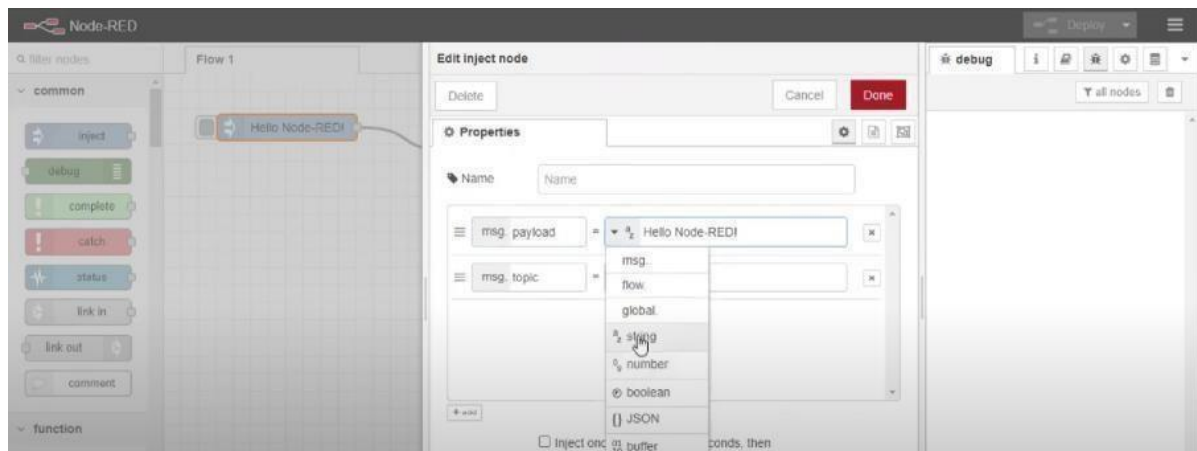 Node-RED
Deploy
filter nodes
Flow 1
Edit inject node
debug
i
common
Delete
Cancel
Done
all nodes
inject
Hello Node-RED!
Properties
debug
Name
Name
complete
msg. payload = Hello Node-RED!
catch
msg.
status
msg. topic =
flow.
link in
global.
string
link out
number
comment
boolean
add
{} JSON
function
Inject onc
buffer
conds, then